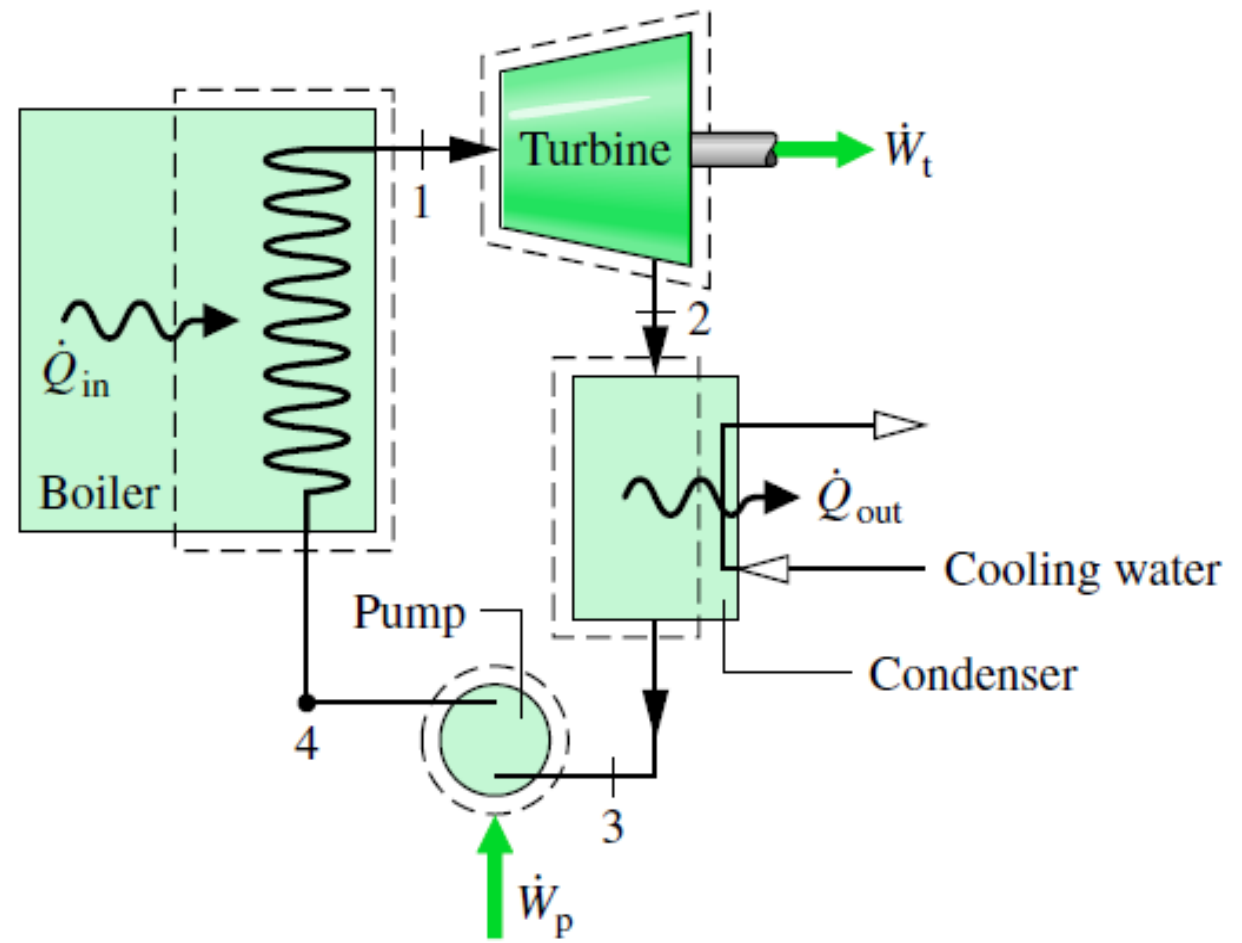 Turbine
Ẇt
1
2
Q̇in
Boiler
Q̇out
Cooling water
Pump
Condenser
4
3
Ẇp